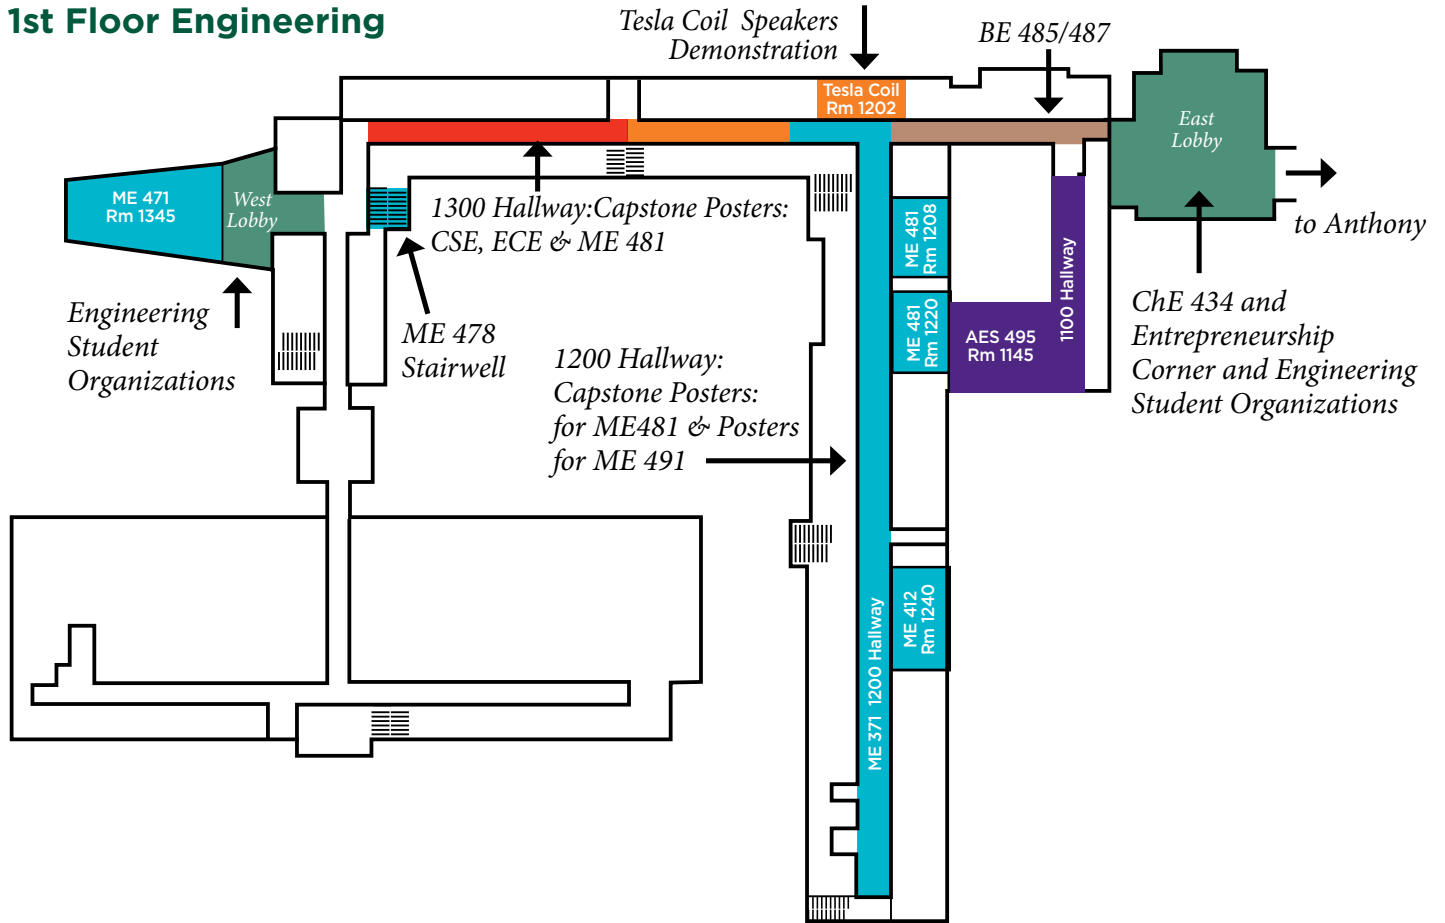 1st Floor Engineering
Tesla Coil Speakers
Demonstration
BE 485/487
Tesla Coil
Rm 1202
East
Lobby
ME 471
Rm 1345
West
Lobby
1300 Hallway:Capstone Posters:
CSE, ECE & ME 481
ME 481
Rm 1208
to Anthony
Engineering
Student
Organizations
ME 478
Stairwell
ME 481
Rm 1220
AES 495
Rm 1145
1100 Hallway
ChE 434 and
Entrepreneurship
Corner and Engineering
Student Organizations
1200 Hallway:
Capstone Posters:
for ME481 & Posters
for ME 491
ME 412
Rm 1240
ME 371 1200 Hallway